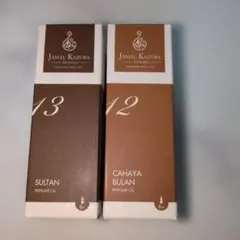 JAMAL KAZURA
13
SULTAN
PERFUME OIL
JAMAL KAZURA
12
CAHAYA
BULAN
PERFUME OIL